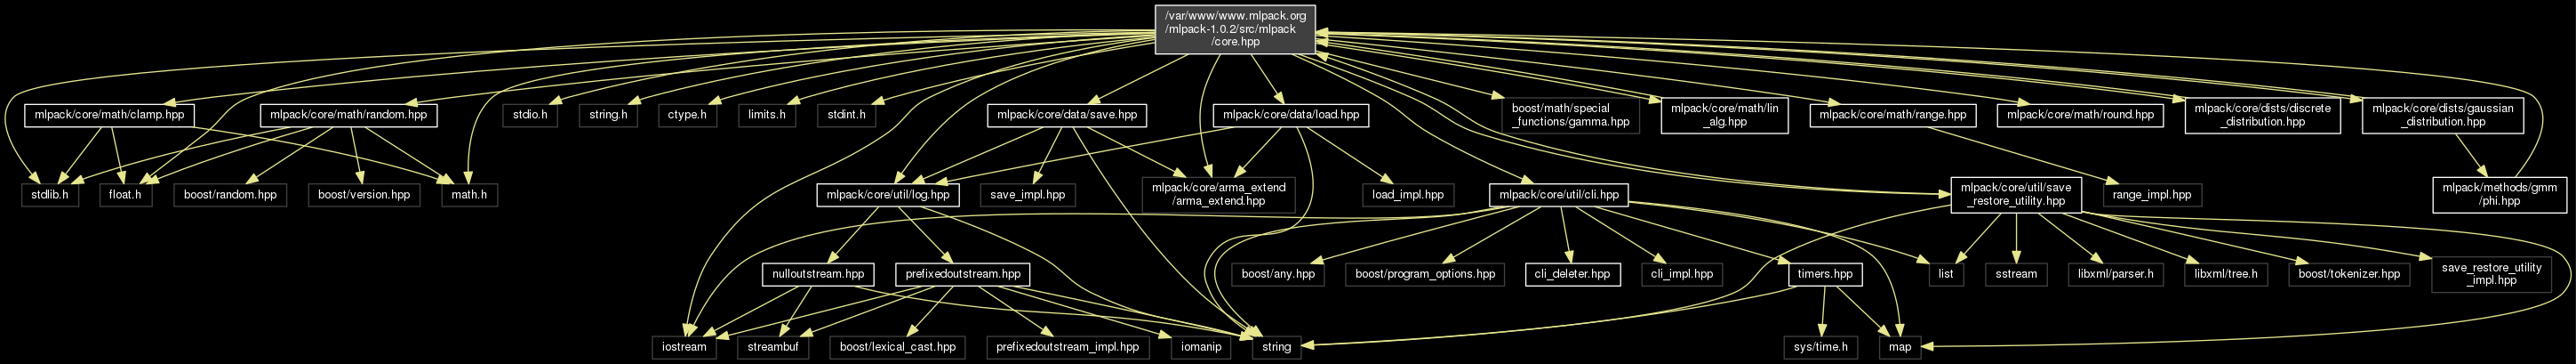 /var/www/www.mlpack.org
/mlpack-1.0.2/src/mlpack
/core.hpp
mlpack/core/math/clamp.hpp
mlpack/core/math/random.hpp
stdio.h
string.h
ctype.h
limits.h
stdint.h
mlpack/core/data/save.hpp
mlpack/core/data/load.hpp
boost/math/special
_functions/gamma.hpp
mlpack/core/math/lin
_alg.hpp
mlpack/core/math/range.hpp
mlpack/core/math/round.hpp
mlpack/core/dists/discrete
_distribution.hpp
mlpack/core/dists/gaussian
_distribution.hpp
stdlib.h
float.h
boost/random.hpp
boost/version.hpp
math.h
mlpack/core/util/log.hpp
save_impl.hpp
mlpack/core/arma_extend
/arma_extend.hpp
load_impl.hpp
mlpack/core/util/cli.hpp
mlpack/core/util/save
_restore_utility.hpp
range_impl.hpp
mlpack/methods/gmm
/phi.hpp
nulloutstream.hpp
prefixedoutstream.hpp
boost/any.hpp
boost/program_options.hpp
cli_deleter.hpp
cli_impl.hpp
timers.hpp
list
sstream
libxml/parser.h
libxml/tree.h
boost/tokenizer.hpp
save_restore_utility
_impl.hpp
iostream
streambuf
boost/lexical_cast.hpp
prefixedoutstream_impl.hpp
iomanip
string
sys/time.h
map